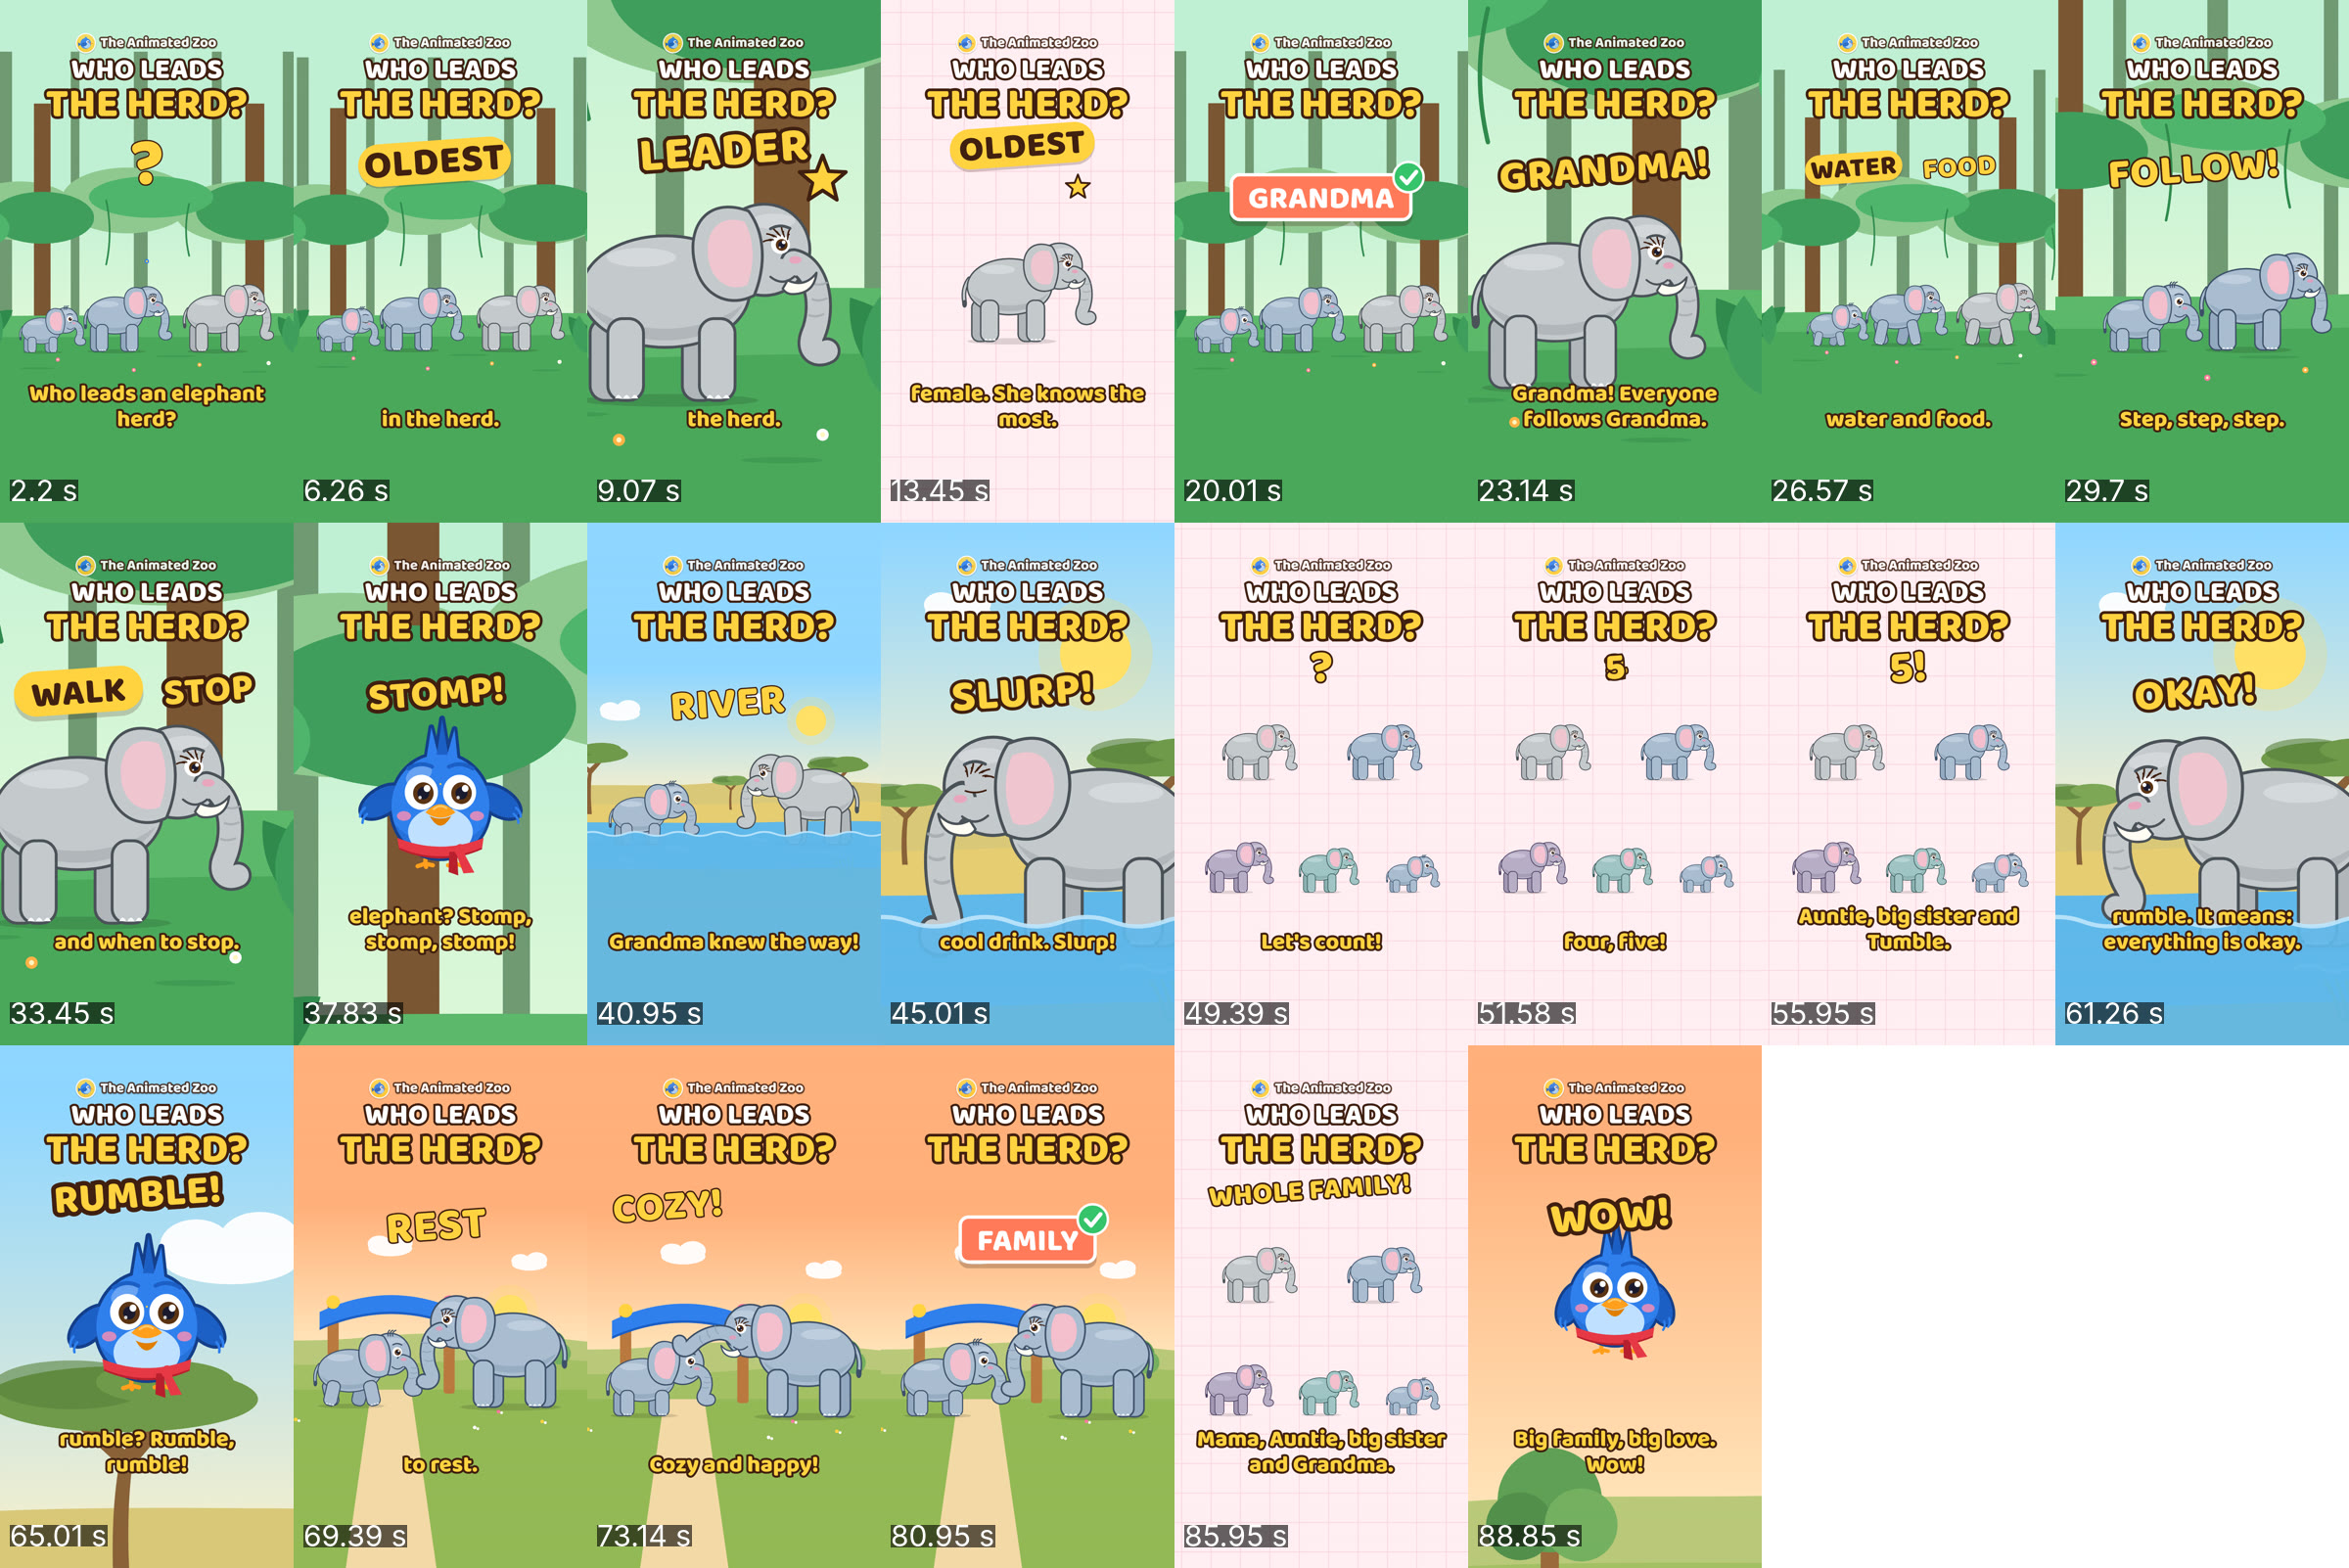 The Animated Zoo
WHO LEADS
THE HERD?
?
Who leads an elephant
herd?
2.2 s
The Animated Zoo
WHO LEADS
THE HERD?
OLDEST
in the herd.
6.26 s
The Animated Zoo
WHO LEADS
THE HERD?
LEADER
the herd.
9.07 s
The Animated Zoo
WHO LEADS
THE HERD?
OLDEST
female. She knows the
most.
13.45 s
The Animated Zoo
WHO LEADS
THE HERD?
GRANDMA
20.01 s
The Animated Zoo
WHO LEADS
THE HERD?
GRANDMA!
Grandma! Everyone
follows Grandma.
23.14 s
The Animated Zoo
WHO LEADS
THE HERD?
WATER FOOD
water and food.
26.57 s
The Animated Zoo
WHO LEADS
THE HERD?
FOLLOW!
Step, step, step.
29.7 s
The Animated Zoo
WHO LEADS
THE HERD?
WALK STOP
and when to stop.
33.45 s
The Animated Zoo
WHO LEADS
THE HERD?
STOMP!
elephant? Stomp,
stomp, stomp!
37.83 s
The Animated Zoo
WHO LEADS
THE HERD?
RIVER
Grandma knew the way!
40.95 s
The Animated Zoo
WHO LEADS
THE HERD?
SLURP!
cool drink. Slurp!
45.01 s
The Animated Zoo
WHO LEADS
THE HERD?
?
Let's count!
49.39 s
The Animated Zoo
WHO LEADS
THE HERD?
5
four, five!
51.58 s
The Animated Zoo
WHO LEADS
THE HERD?
5!
Auntie, big sister and
Tumble.
55.95 s
The Animated Zoo
WHO LEADS
THE HERD?
OKAY!
rumble. It means:
everything is okay.
61.26 s
The Animated Zoo
WHO LEADS
THE HERD?
RUMBLE!
rumble? Rumble,
rumble!
65.01 s
The Animated Zoo
WHO LEADS
THE HERD?
REST
to rest.
69.39 s
The Animated Zoo
WHO LEADS
THE HERD?
COZY!
Cozy and happy!
73.14 s
The Animated Zoo
WHO LEADS
THE HERD?
FAMILY
80.95 s
The Animated Zoo
WHO LEADS
THE HERD?
WHOLE FAMILY!
Mama, Auntie, big sister
and Grandma.
85.95 s
The Animated Zoo
WHO LEADS
THE HERD?
WOW!
Big family, big love.
Wow!
88.85 s